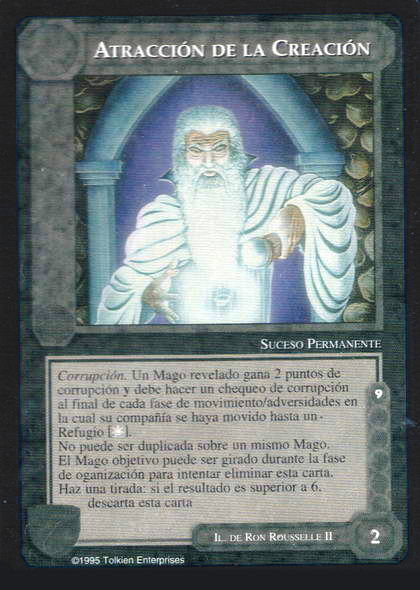 ATRACCIÓN DE LA CREACIÓN
SUCESO PERMANENTE
Corrupción. Un Mago revelado gana 2 puntos de
corrupción y debe hacer un chequeo de corrupción
al final de cada fase de movimiento/adversidades en
la cual su compañía se haya movido hasta un
Refugio [☀].
No puede ser duplicada sobre un mismo Mago.
El Mago objetivo puede ser girado durante la fase
de oganización para intentar eliminar esta carta.
Haz una tirada: si el resultado es superior a 6,
descarta esta carta
9
IL. DE RON ROUSSELLE II
2
©1995 Tolkien Enterprises